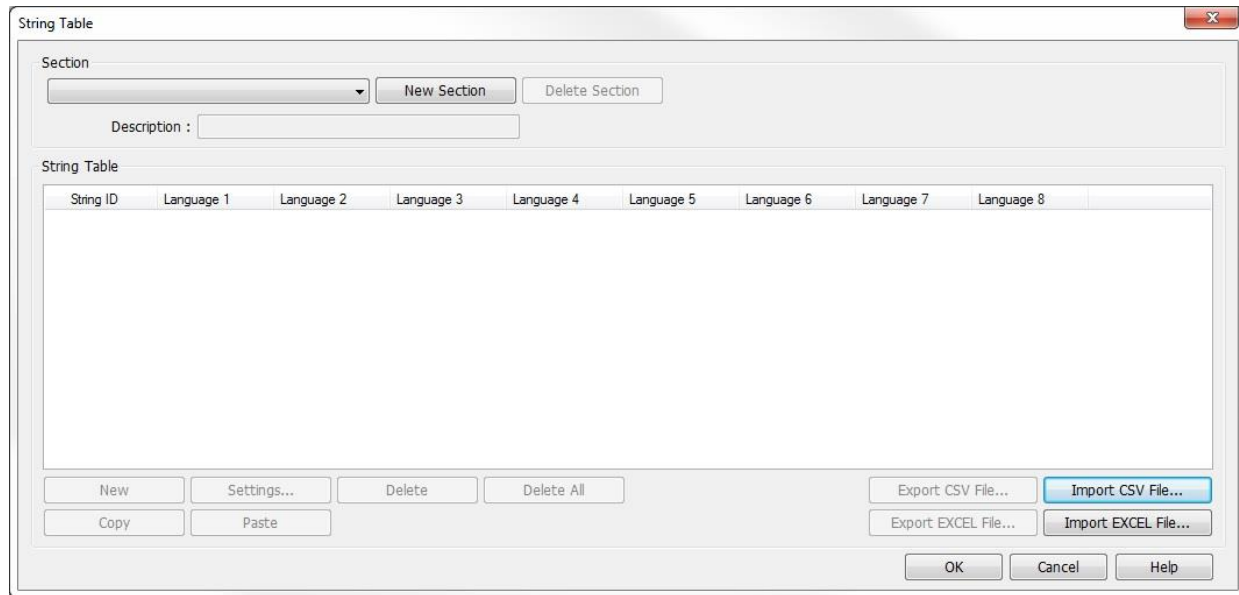 String Table
X
Section
New Section Delete Section
Description :
String Table
String ID Language 1 Language 2 Language 3 Language 4 Language 5 Language 6 Language 7 Language 8
New Settings... Delete Delete All Export CSV File... Import CSV File...
Copy Paste Export EXCEL File... Import EXCEL File...
OK Cancel Help